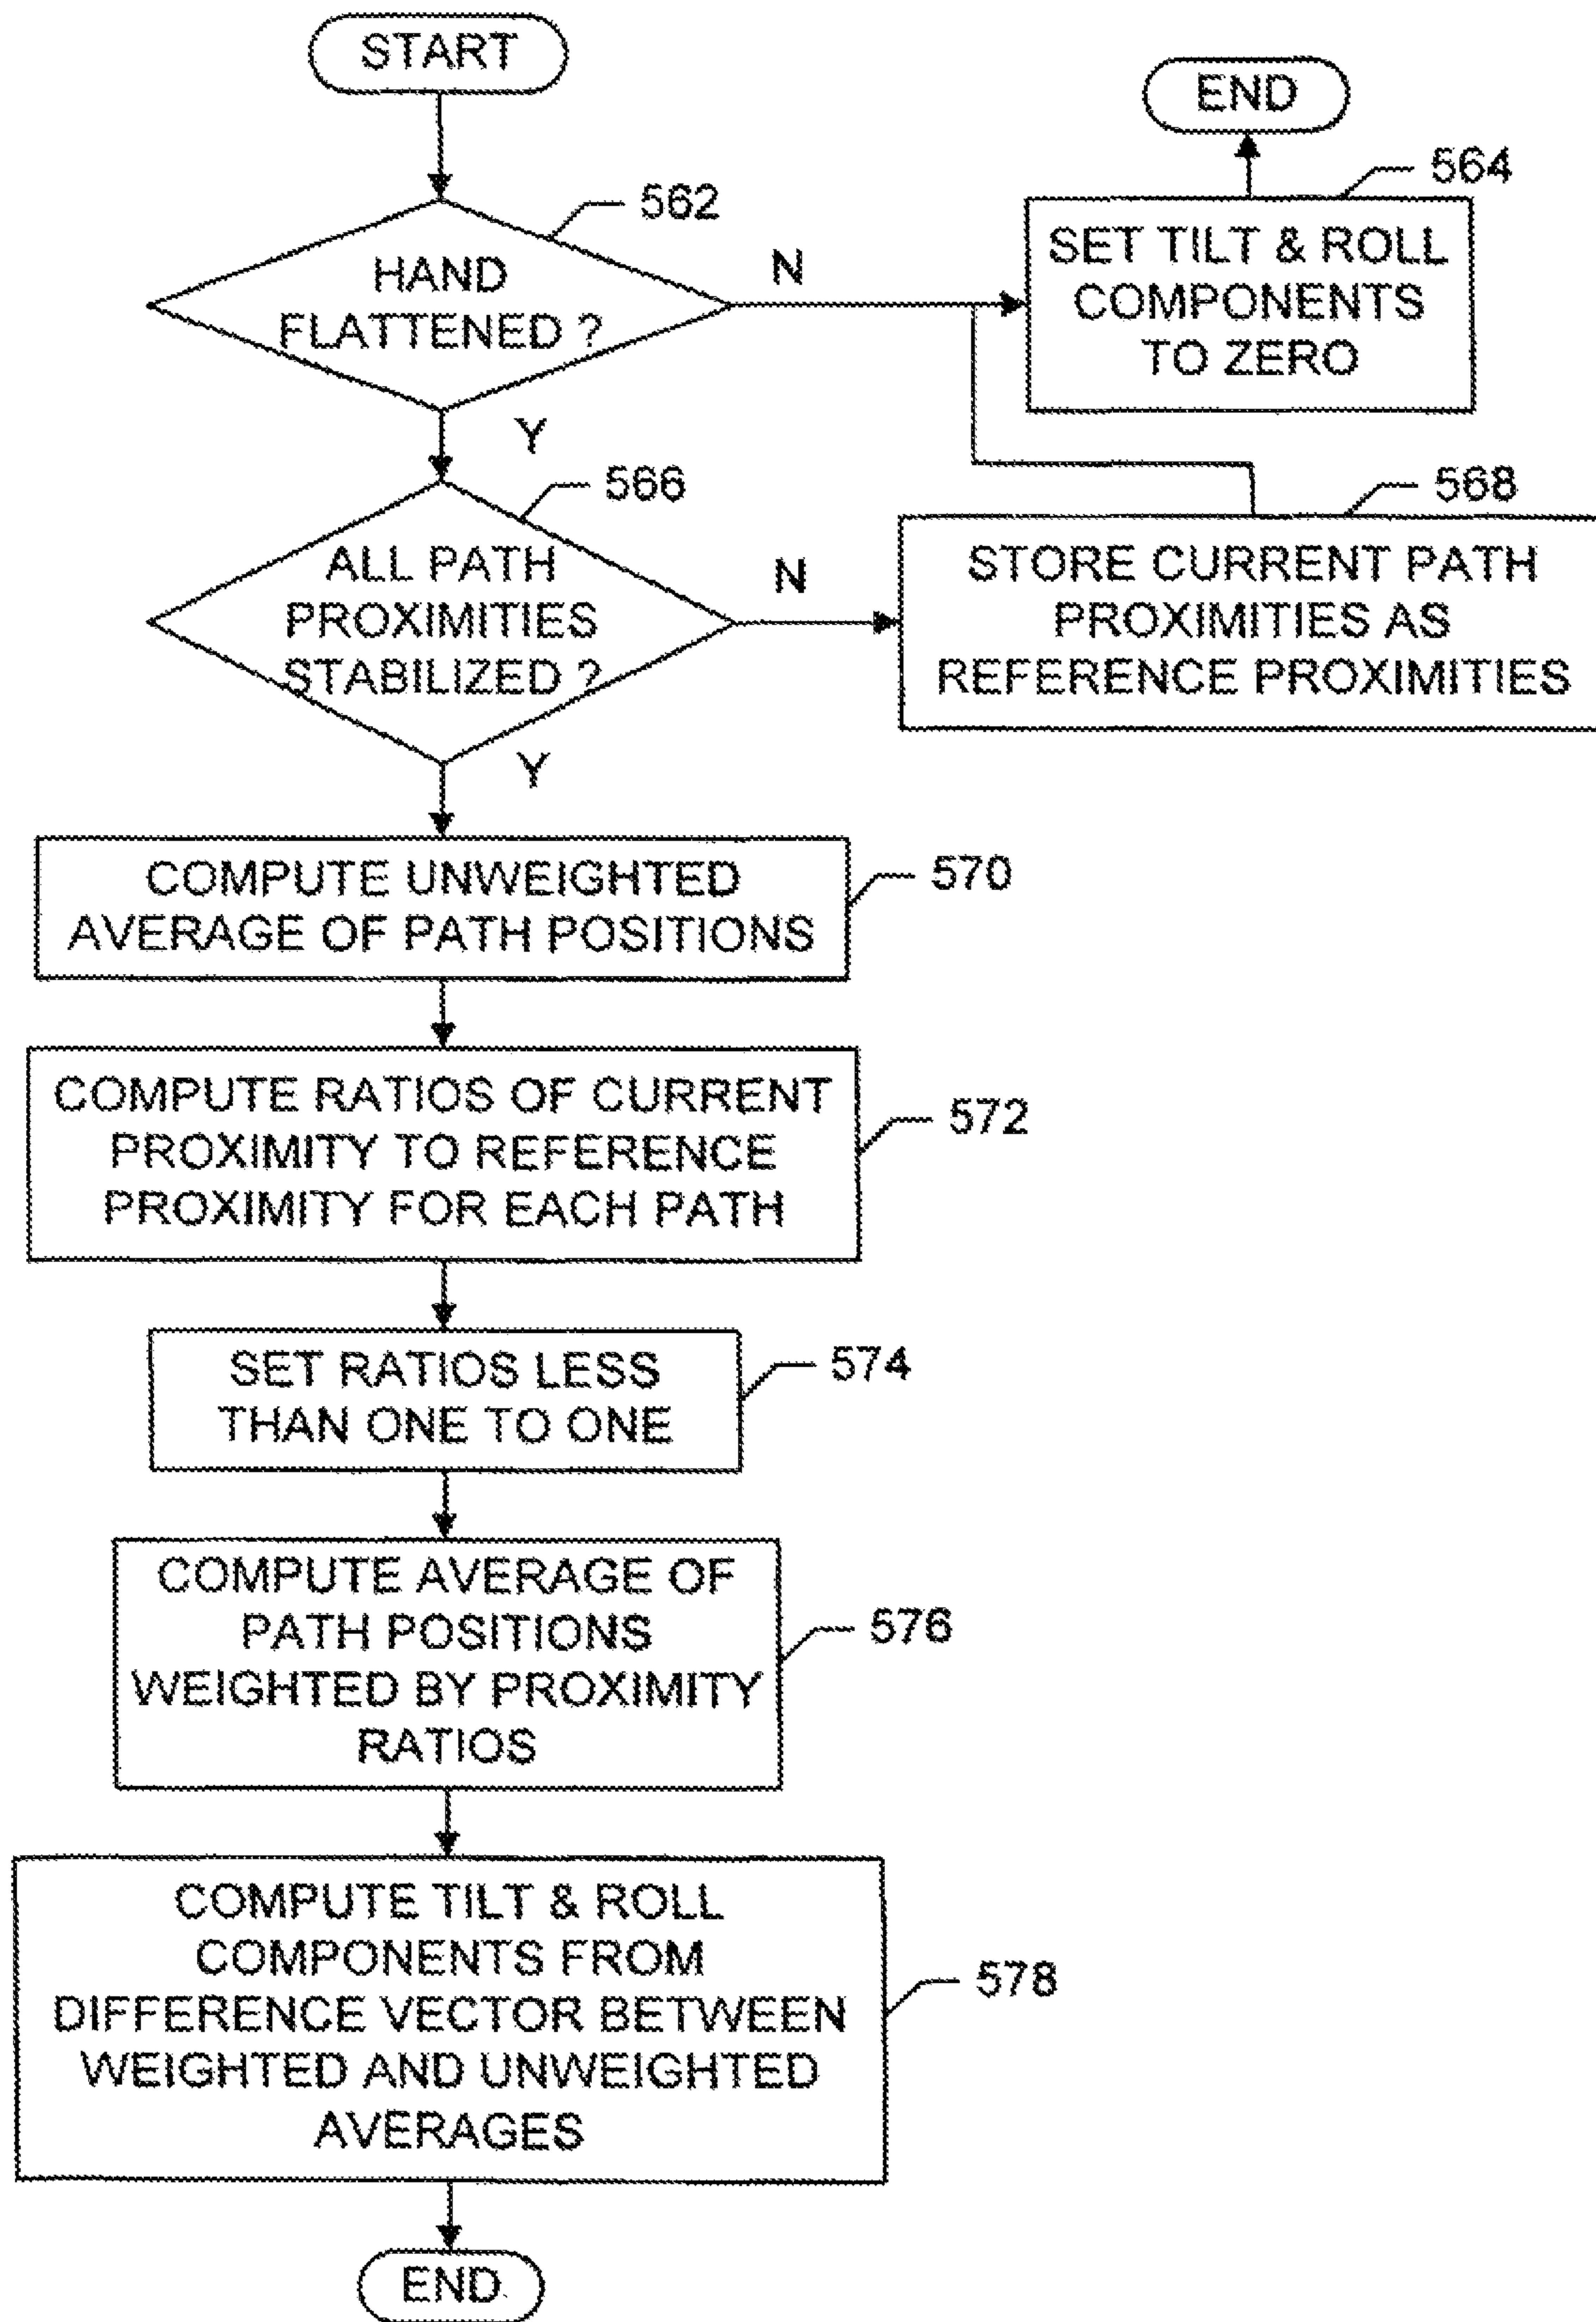 START
END
562
564
HAND
FLATTENED ?
N
SET TILT & ROLL
COMPONENTS
TO ZERO
Y
566
568
ALL PATH
PROXIMITIES
STABILIZED ?
N
STORE CURRENT PATH
PROXIMITIES AS
REFERENCE PROXIMITIES
Y
COMPUTE UNWEIGHTED
AVERAGE OF PATH POSITIONS
570
COMPUTE RATIOS OF CURRENT
PROXIMITY TO REFERENCE
PROXIMITY FOR EACH PATH
572
SET RATIOS LESS
THAN ONE TO ONE
574
COMPUTE AVERAGE OF
PATH POSITIONS
WEIGHTED BY PROXIMITY
RATIOS
576
COMPUTE TILT & ROLL
COMPONENTS FROM
DIFFERENCE VECTOR BETWEEN
WEIGHTED AND UNWEIGHTED
AVERAGES
578
END